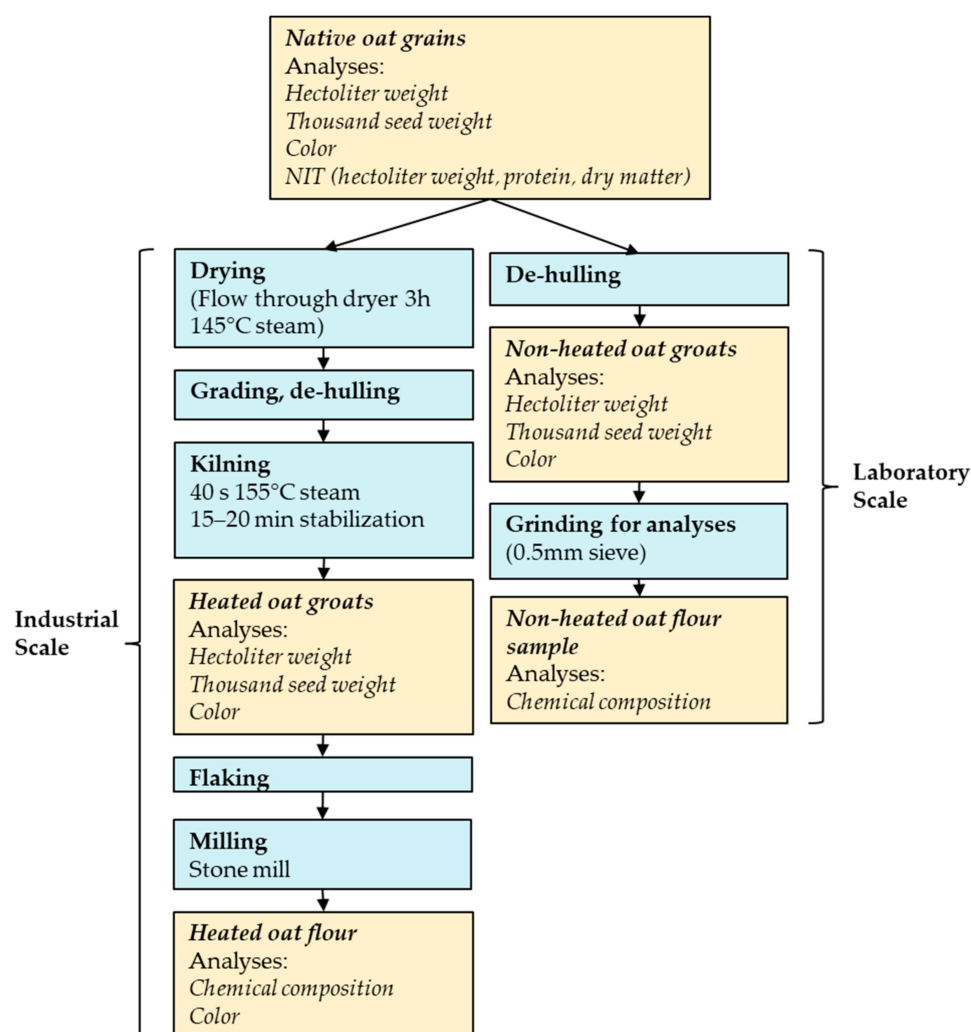 Native oat grains
Analyses:
Hectoliter weight
Thousand seed weight
Color
NIT (hectoliter weight, protein, dry matter)
Drying
(Flow through dryer 3h
145°C steam)
Grading, de-hulling
Kilning
40 s 155°C steam
15–20 min stabilization
Heated oat groats
Analyses:
Hectoliter weight
Thousand seed weight
Color
Flaking
Milling
Stone mill
Heated oat flour
Analyses:
Chemical composition
Color
Industrial
Scale
De-hulling
Non-heated oat groats
Analyses:
Hectoliter weight
Thousand seed weight
Color
Grinding for analyses
(0.5mm sieve)
Non-heated oat flour
sample
Analyses:
Chemical composition
Laboratory
Scale